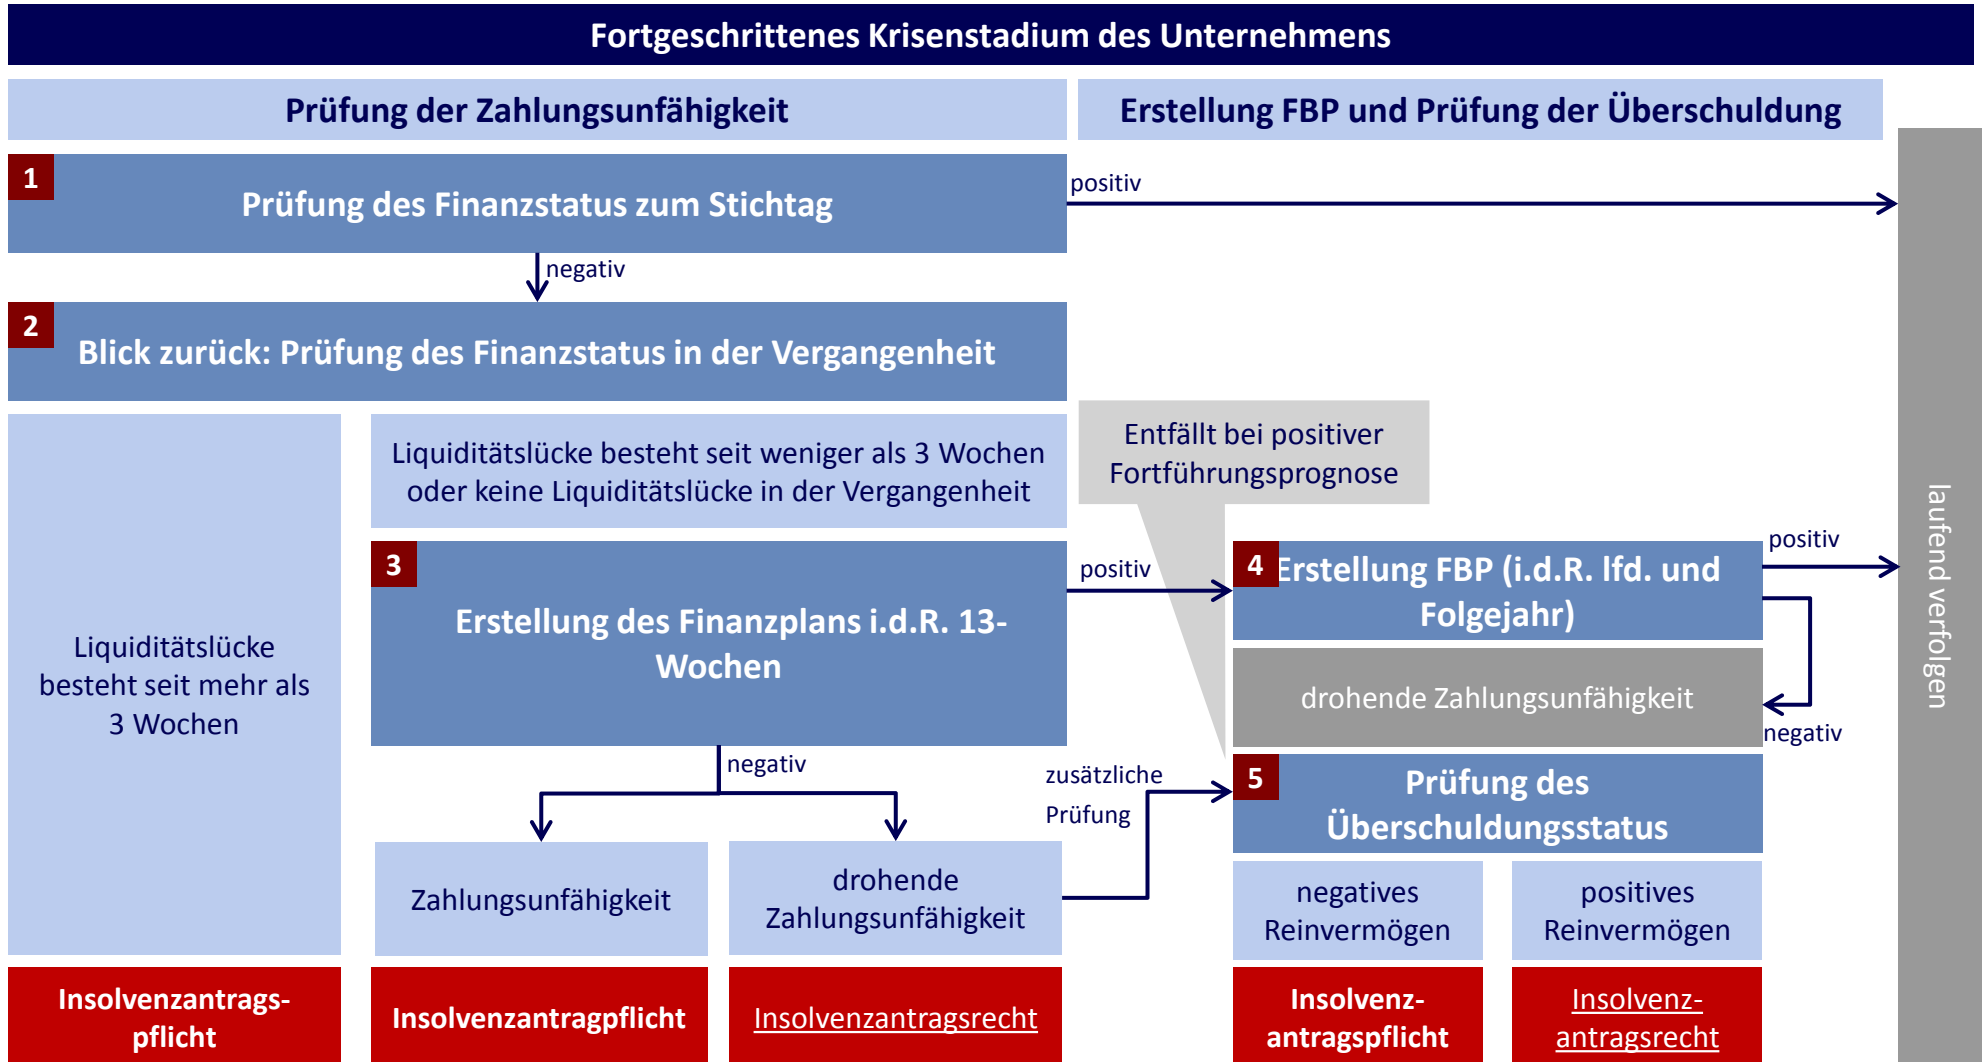 Fortgeschrittenes Krisenstadium des Unternehmens
Prüfung der Zahlungsunfähigkeit
Erstellung FBP und Prüfung der Überschuldung
1
Prüfung des Finanzstatus zum Stichtag
positiv
negativ
2
Blick zurück: Prüfung des Finanzstatus in der Vergangenheit
Liquiditätslücke
besteht seit mehr als
3 Wochen
Liquiditätslücke besteht seit weniger als 3 Wochen
oder keine Liquiditätslücke in der Vergangenheit
Entfällt bei positiver
Fortführungsprognose
3
Erstellung des Finanzplans i.d.R. 13-
Wochen
positiv
4
Erstellung FBP (i.d.R. lfd. und
Folgejahr)
positiv
drohende Zahlungsunfähigkeit
negativ
laufend verfolgen
negativ
zusätzliche
Prüfung
5
Prüfung des
Überschuldungsstatus
Zahlungsunfähigkeit
drohende
Zahlungsunfähigkeit
negatives
Reinvermögen
positives
Reinvermögen
Insolvenzantrags-
pflicht
Insolvenzantragpflicht
Insolvenzantragsrecht
Insolvenz-
antragspflicht
Insolvenz-
antragsrecht